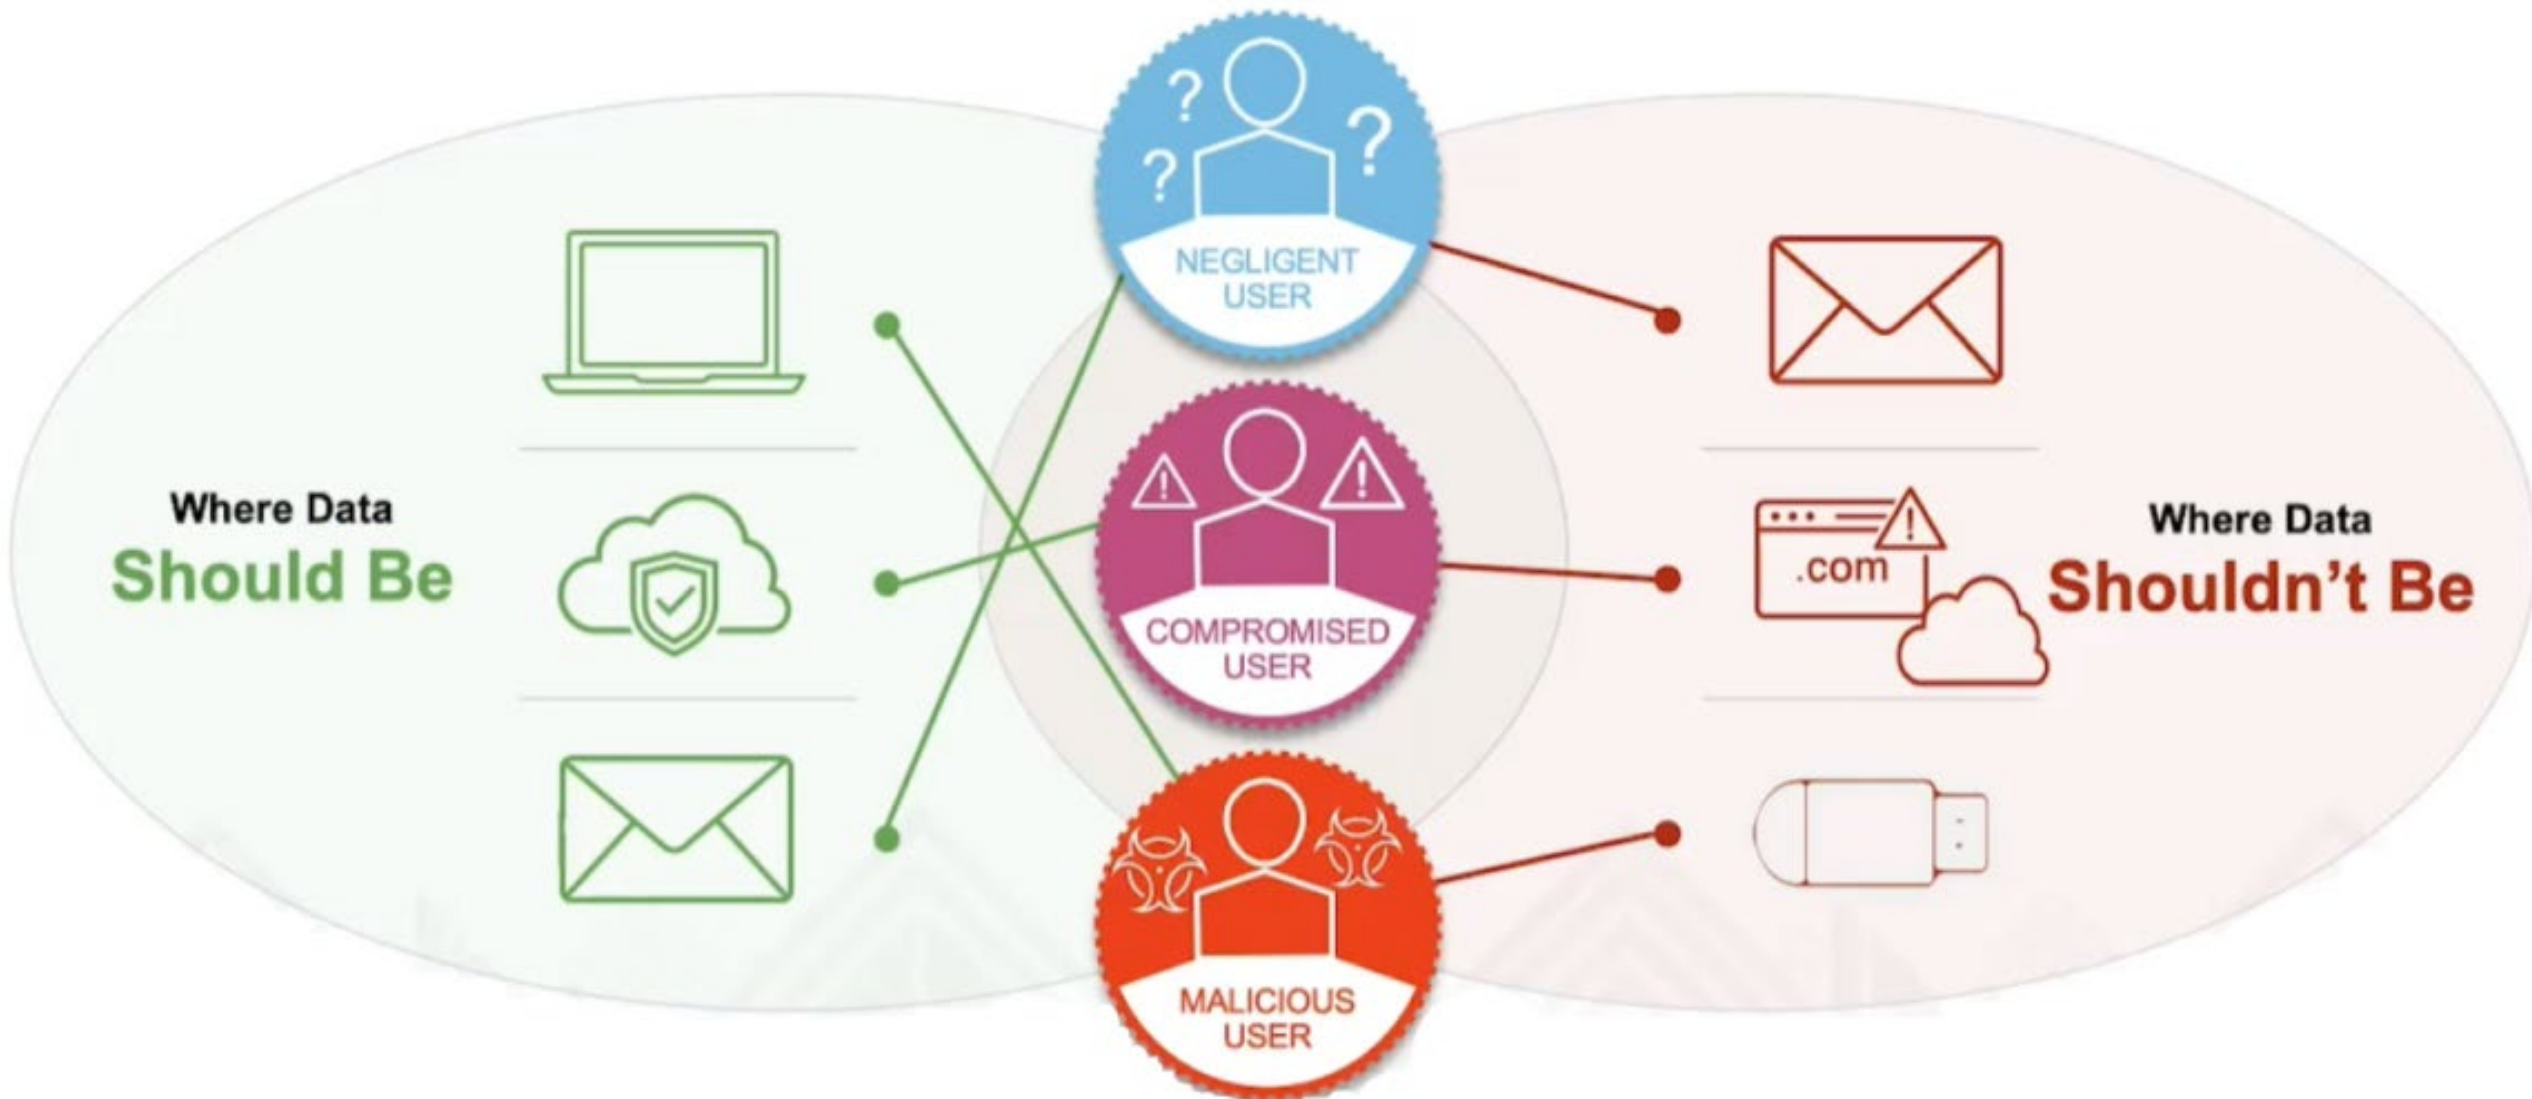 NEGLIGENT
USER
Where Data
Should Be
COMPROMISED
USER
.com
Where Data
Shouldn’t Be
MALICIOUS
USER